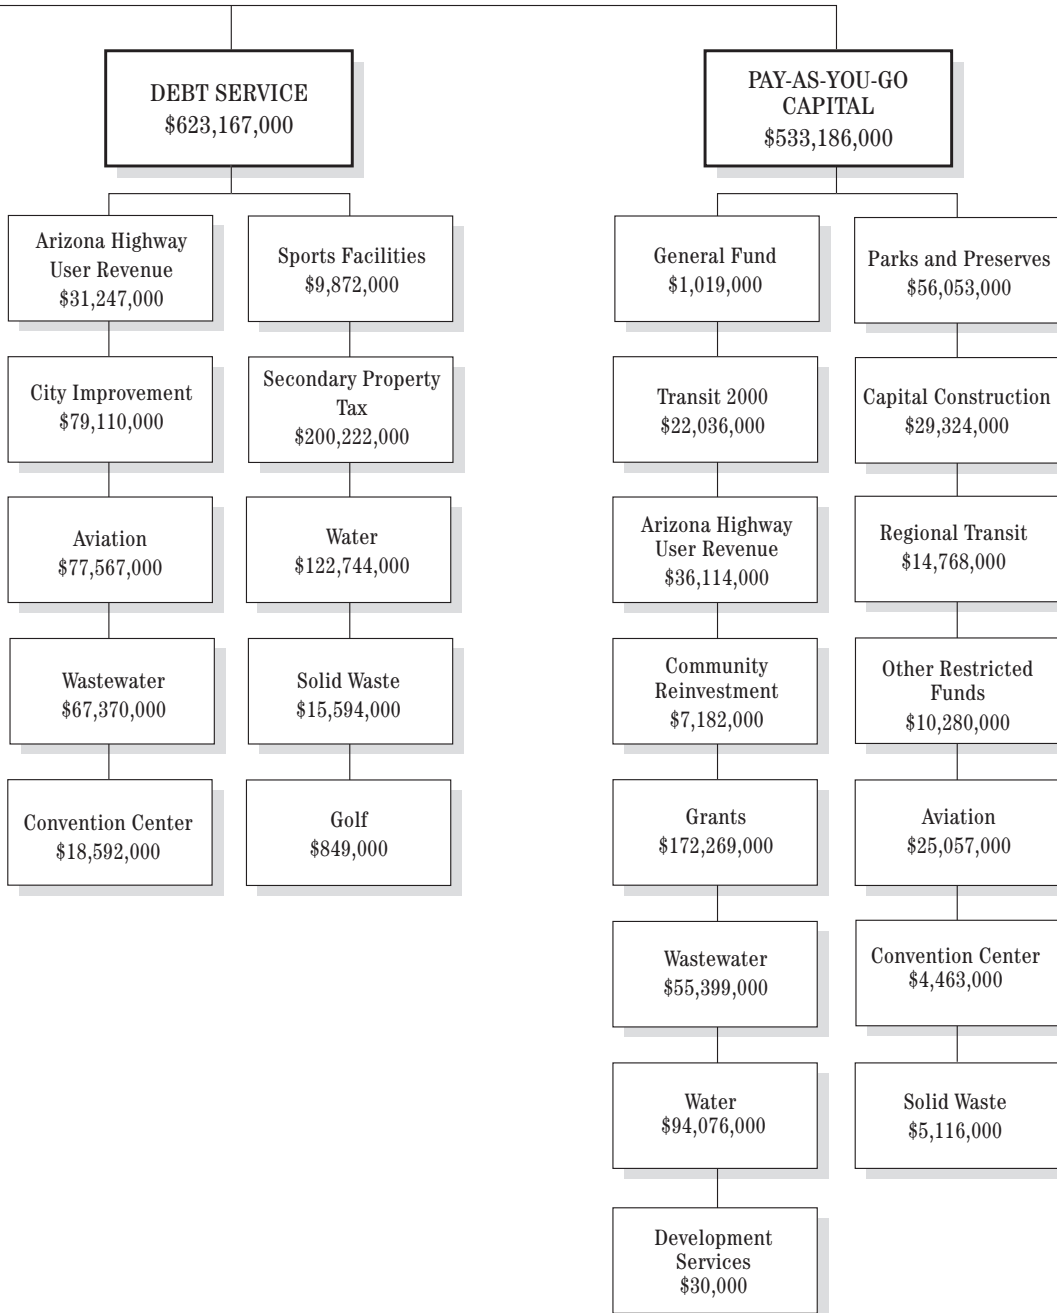 DEBT SERVICE
$623,167,000
Arizona Highway
User Revenue
$31,247,000
Sports Facilities
$9,872,000
City Improvement
$79,110,000
Secondary Property
Tax
$200,222,000
Aviation
$77,567,000
Water
$122,744,000
Wastewater
$67,370,000
Solid Waste
$15,594,000
Convention Center
$18,592,000
Golf
$849,000
PAY-AS-YOU-GO
CAPITAL
$533,186,000
General Fund
$1,019,000
Parks and Preserves
$56,053,000
Transit 2000
$22,036,000
Capital Construction
$29,324,000
Arizona Highway
User Revenue
$36,114,000
Regional Transit
$14,768,000
Community
Reinvestment
$7,182,000
Other Restricted
Funds
$10,280,000
Grants
$172,269,000
Aviation
$25,057,000
Wastewater
$55,399,000
Convention Center
$4,463,000
Water
$94,076,000
Solid Waste
$5,116,000
Development
Services
$30,000